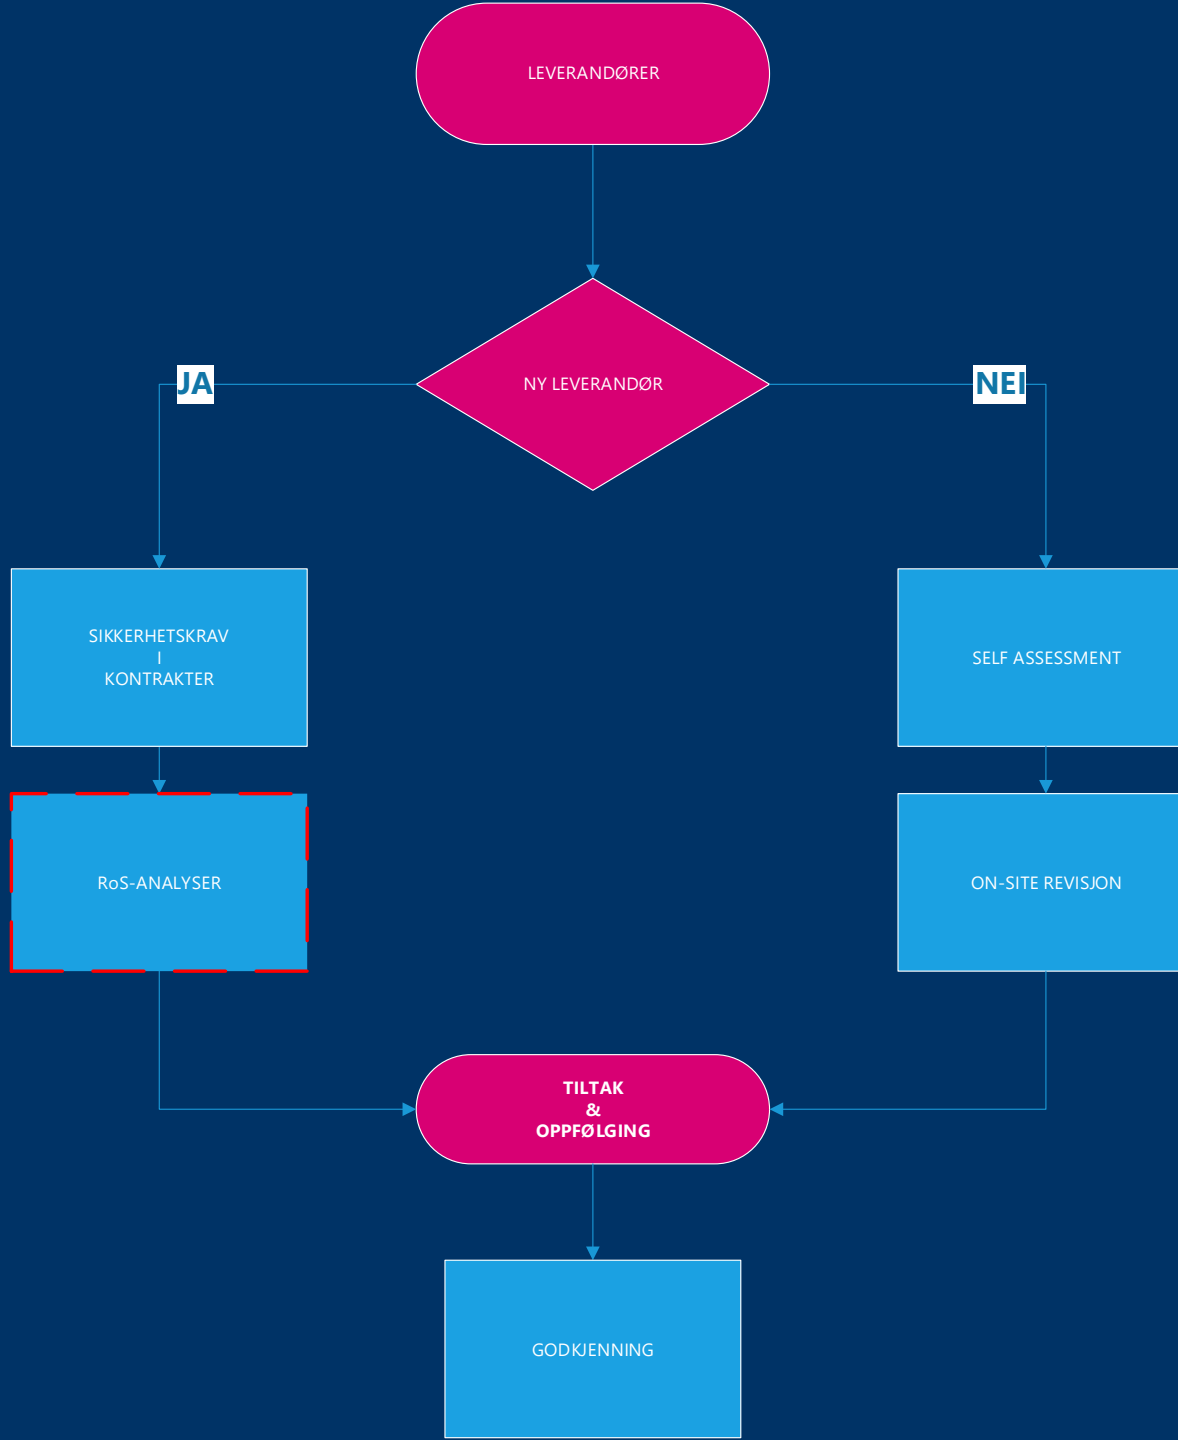 LEVERANDØRER
NY LEVERANDØR
JA
NEI
SIKKERHETSKRAV
I
KONTRAKTER
SELF ASSESSMENT
RoS-ANALYSER
ON-SITE REVISJON
TILTAK
&
OPPFØLGING
GODKJENNING